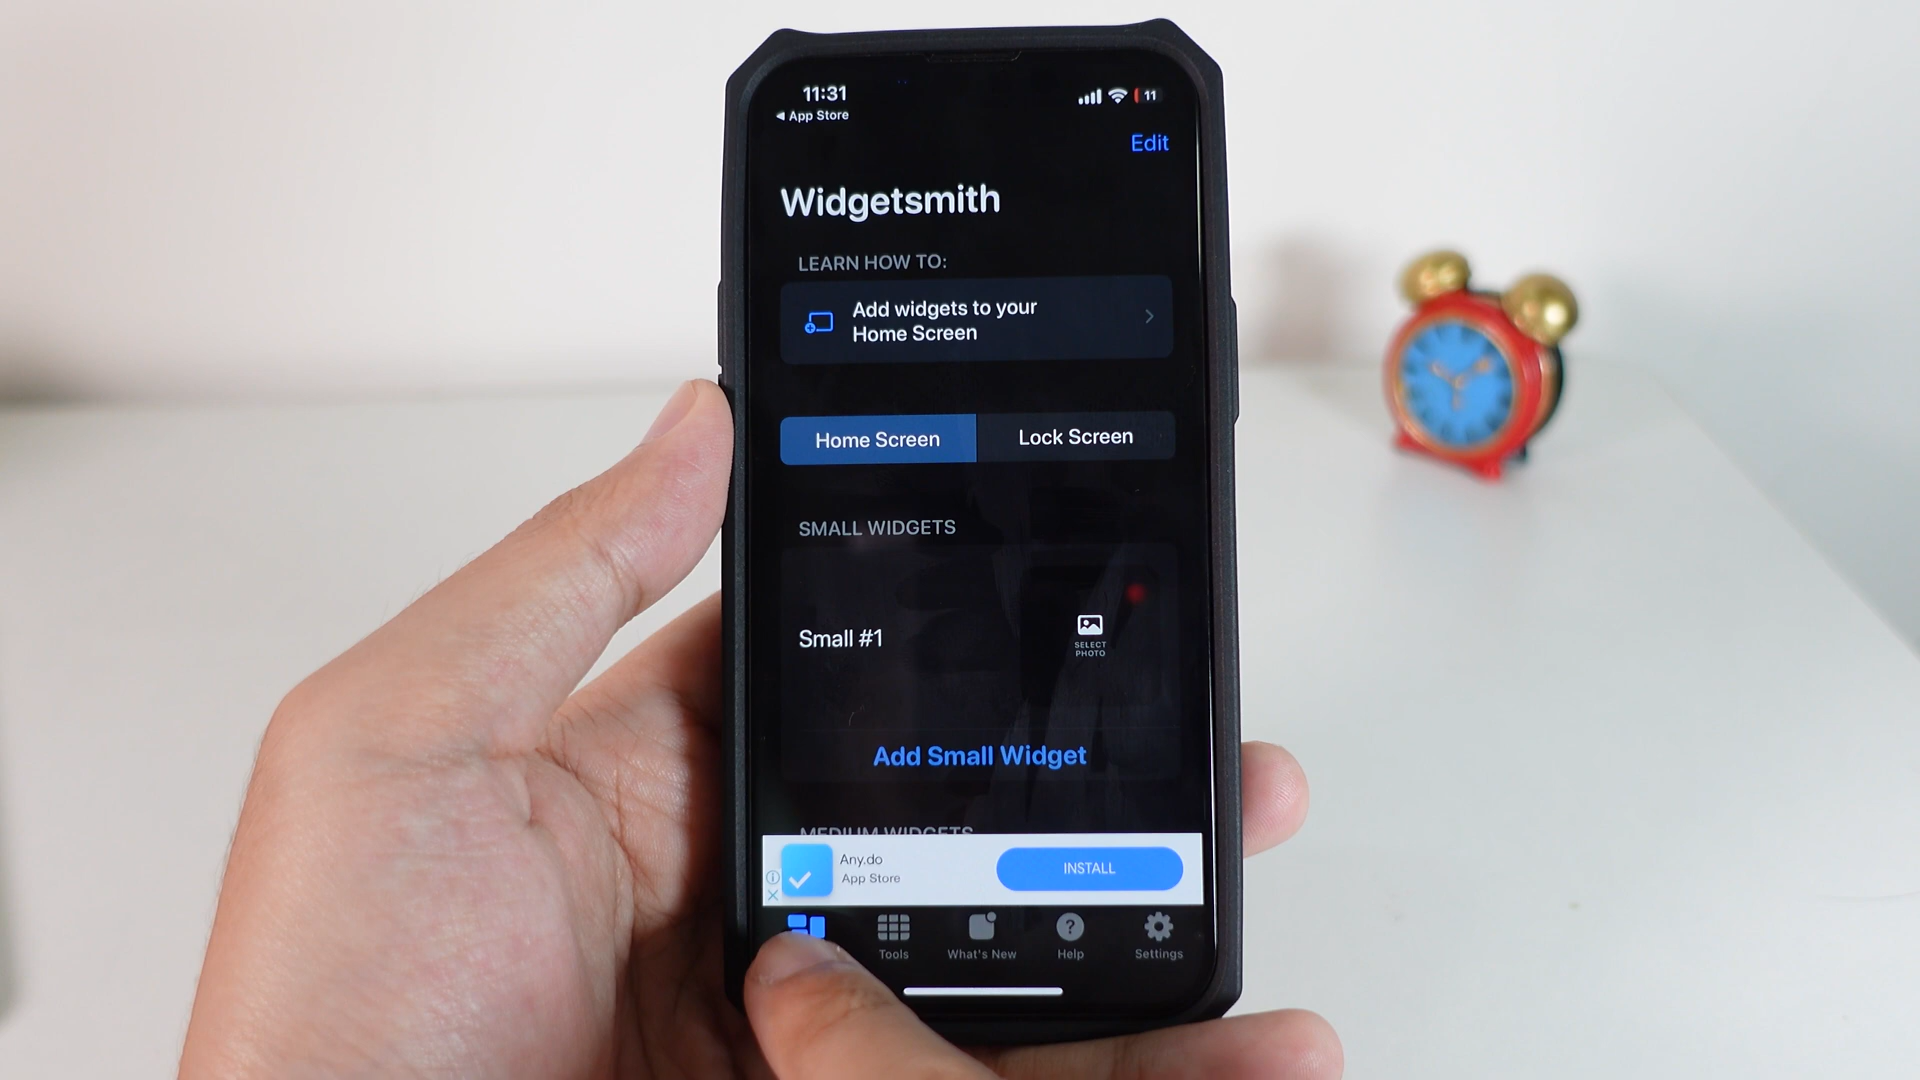 11:31
11
◀ App Store
Edit
Widgetsmith
LEARN HOW TO:
Add widgets to your
Home Screen
Home Screen
Lock Screen
SMALL WIDGETS
Small #1
SELECT
PHOTO
Add Small Widget
MEDIUM WIDGETS
Any.do
App Store
INSTALL
Tools
What's New
Help
Settings